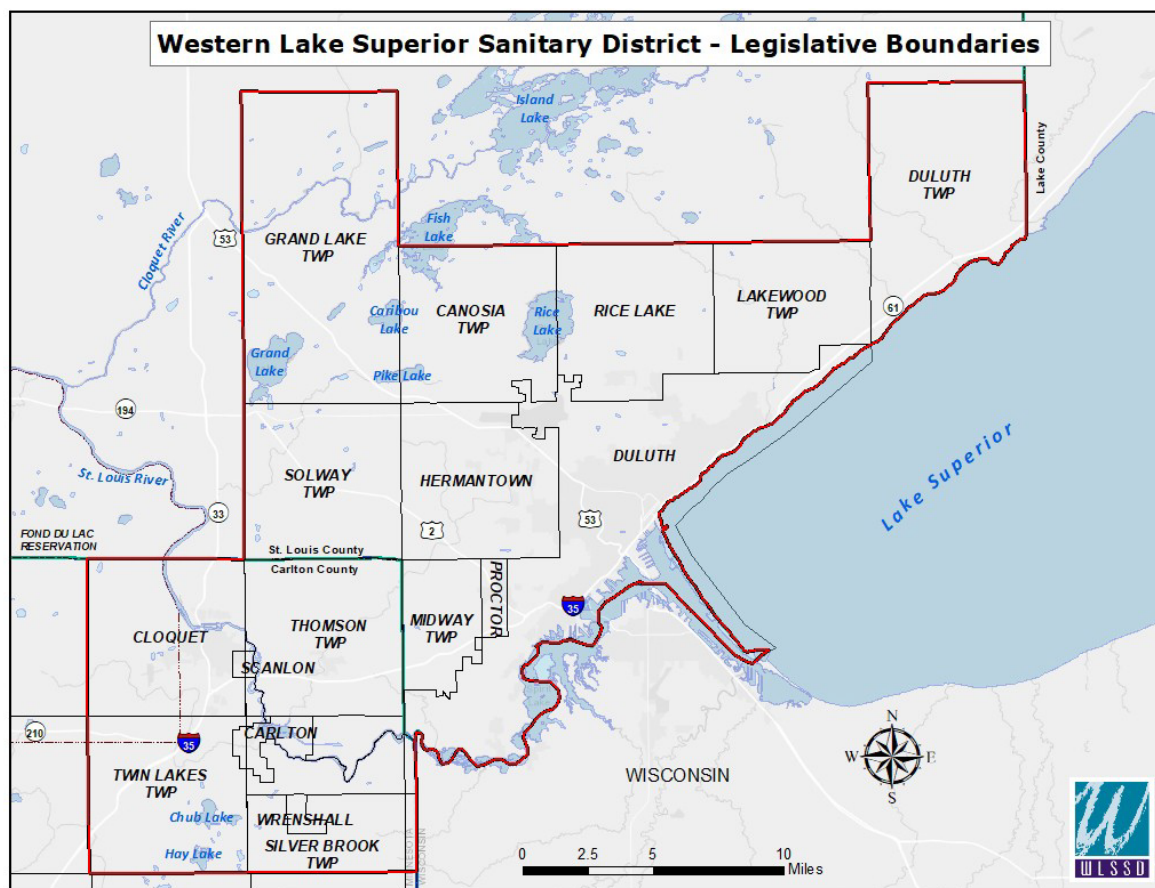 Western Lake Superior Sanitary District - Legislative Boundaries
Island
Lake
Lake County
DULUTH
TWP
Cloquet River
53
GRAND LAKE
TWP
Fish
Lake
Caribou
Lake
CANOSIA
TWP
Rice
Lake
RICE LAKE
LAKEWOOD
TWP
61
Grand
Lake
Pike Lake
194
St. Louis River
33
SOLWAY
TWP
HERMANTOWN
DULUTH
53
2
Lake Superior
FOND DU LAC
RESERVATION
St. Louis County
Carlton County
PROCTOR
35
CLOQUET
THOMSON
TWP
MIDWAY
TWP
SCANLON
210
35
CARLTON
TWIN LAKES
TWP
Chub Lake
Hay Lake
WRENSHALL
SILVER BROOK
TWP
MINNESOTA
WISCONSIN
WISCONSIN
N
W
E
S
0 2.5 5 10
Miles
WLSSD